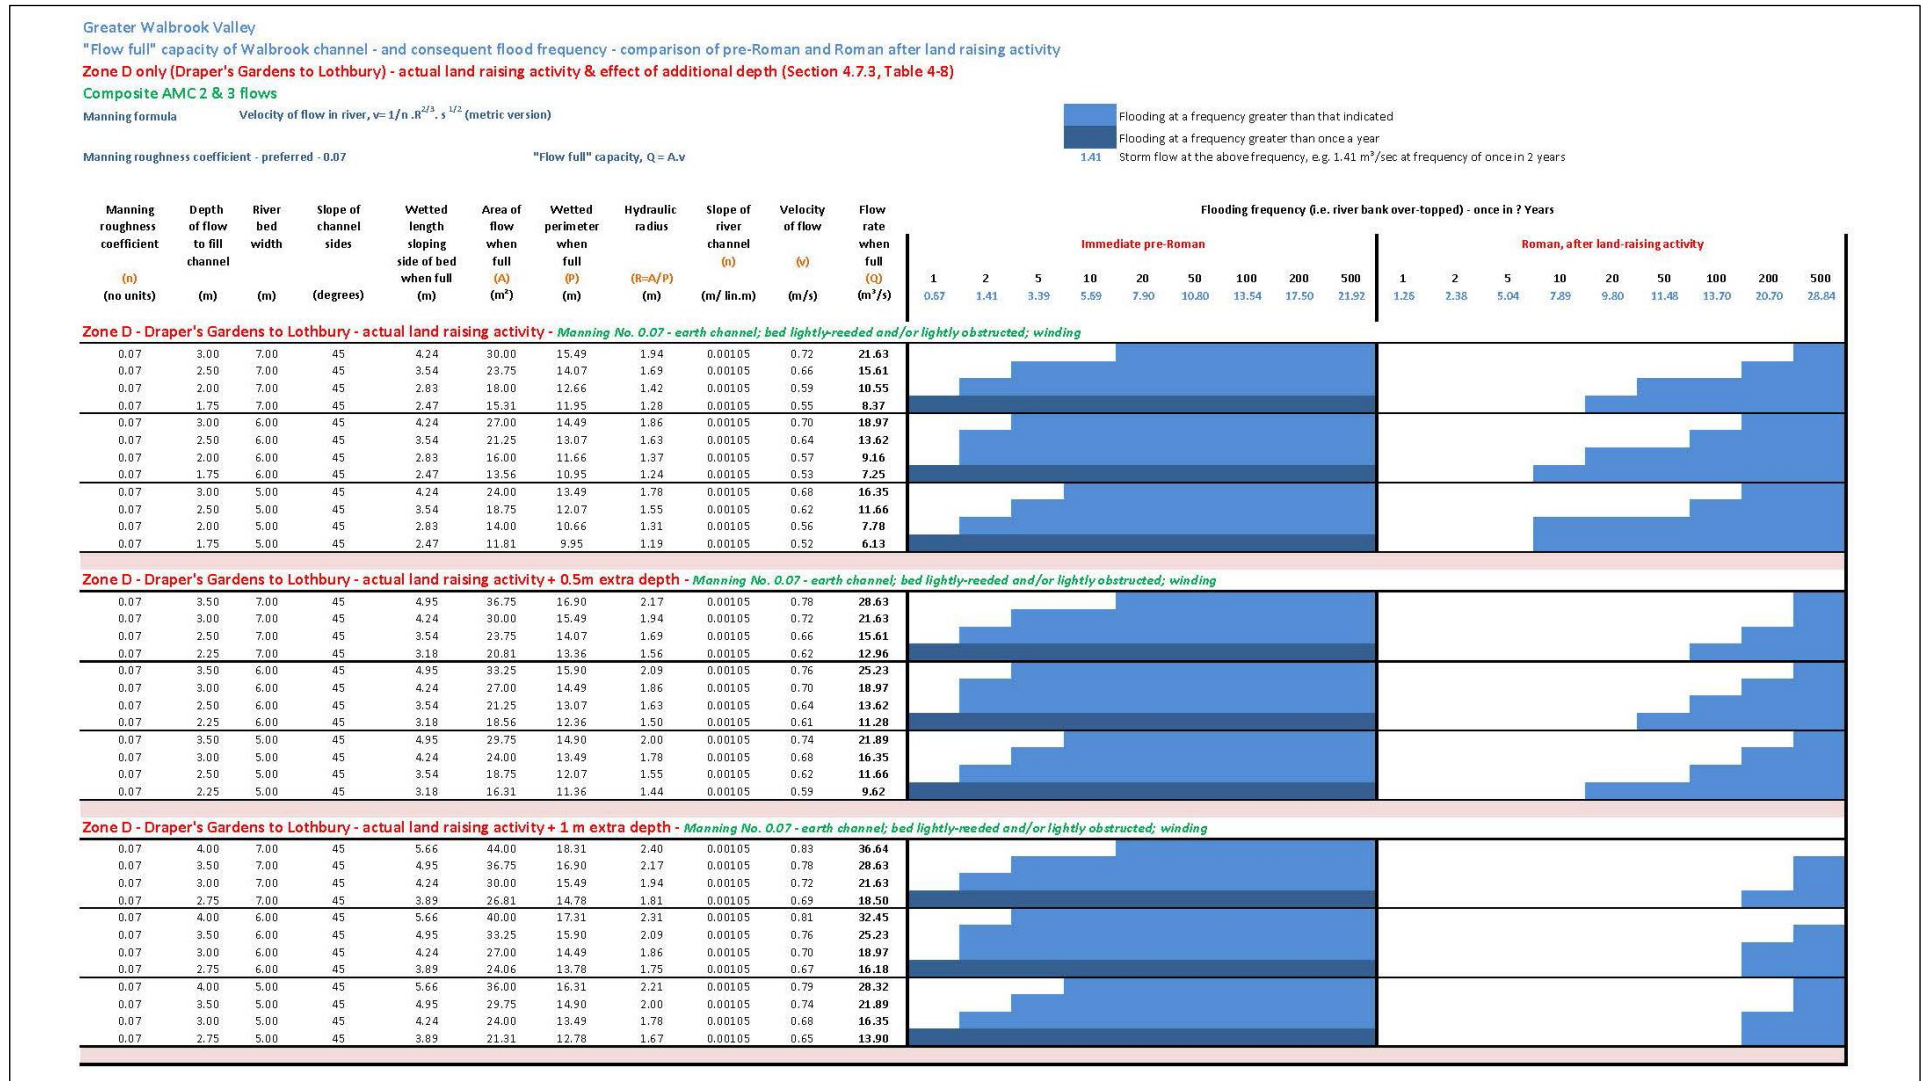 Greater Walbrook Valley
"Flow full" capacity of Walbrook channel - and consequent flood frequency - comparison of pre-Roman and Roman after land raising activity
Zone D only (Draper's Gardens to Lothbury) - actual land raising activity & effect of additional depth (Section 4.7.3, Table 4-8)
Composite AMC 2 & 3 flows
Manning formula Velocity of flow in river, v= 1/n .R^2/3. s^1/2 (metric version)
Flooding at a frequency greater than that indicated
Flooding at a frequency greater than once a year
Manning roughness coefficient - preferred - 0.07 "Flow full" capacity, Q = A.v
1.41 Storm flow at the above frequency, e.g. 1.41 m³/sec at frequency of once in 2 years
Manning Depth River Slope of Wetted Area of Wetted Hydraulic Slope of Velocity Flow Flooding frequency (i.e. river bank over-topped) - once in ? Years
roughness of flow bed channel length flow perimeter radius river of flow rate
coefficient to fill width sides sloping when when channel when Immediate pre-Roman Roman, after land-raising activity
channel side of bed full full (n) (v) full
(n) when full (A) (P) (R=A/P) (Q) 1 2 5 10 20 50 100 200 500 1 2 5 10 20 50 100 200 500
(no units) (m) (m) (degrees) (m) (m²) (m) (m) (m/ lin.m) (m/s) (m³/s) 0.67 1.41 3.39 5.69 7.90 10.80 13.54 17.50 21.92 1.26 2.38 5.04 7.89 9.80 11.48 13.70 20.70 28.84
Zone D - Draper's Gardens to Lothbury - actual land raising activity - Manning No. 0.07 - earth channel; bed lightly-reeded and/or lightly obstructed; winding
0.07 3.00 7.00 45 4.24 30.00 15.49 1.94 0.00105 0.72 21.63
0.07 2.50 7.00 45 3.54 23.75 14.07 1.69 0.00105 0.66 15.61
0.07 2.00 7.00 45 2.83 18.00 12.66 1.42 0.00105 0.59 10.55
0.07 1.75 7.00 45 2.47 15.31 11.95 1.28 0.00105 0.55 8.37
0.07 3.00 6.00 45 4.24 27.00 14.49 1.86 0.00105 0.70 18.97
0.07 2.50 6.00 45 3.54 21.25 13.07 1.63 0.00105 0.64 13.62
0.07 2.00 6.00 45 2.83 16.00 11.66 1.37 0.00105 0.57 9.16
0.07 1.75 6.00 45 2.47 13.56 10.95 1.24 0.00105 0.53 7.25
0.07 3.00 5.00 45 4.24 24.00 13.49 1.78 0.00105 0.68 16.35
0.07 2.50 5.00 45 3.54 18.75 12.07 1.55 0.00105 0.62 11.66
0.07 2.00 5.00 45 2.83 14.00 10.66 1.31 0.00105 0.56 7.78
0.07 1.75 5.00 45 2.47 11.81 9.95 1.19 0.00105 0.52 6.13
Zone D - Draper's Gardens to Lothbury - actual land raising activity + 0.5m extra depth - Manning No. 0.07 - earth channel; bed lightly-reeded and/or lightly obstructed; winding
0.07 3.50 7.00 45 4.95 36.75 16.90 2.17 0.00105 0.78 28.63
0.07 3.00 7.00 45 4.24 30.00 15.49 1.94 0.00105 0.72 21.63
0.07 2.50 7.00 45 3.54 23.75 14.07 1.69 0.00105 0.66 15.61
0.07 2.25 7.00 45 3.18 20.81 13.36 1.56 0.00105 0.62 12.96
0.07 3.50 6.00 45 4.95 33.25 15.90 2.09 0.00105 0.76 25.23
0.07 3.00 6.00 45 4.24 27.00 14.49 1.86 0.00105 0.70 18.97
0.07 2.50 6.00 45 3.54 21.25 13.07 1.63 0.00105 0.64 13.62
0.07 2.25 6.00 45 3.18 18.56 12.36 1.50 0.00105 0.61 11.28
0.07 3.50 5.00 45 4.95 29.75 14.90 2.00 0.00105 0.74 21.89
0.07 3.00 5.00 45 4.24 24.00 13.49 1.78 0.00105 0.68 16.35
0.07 2.50 5.00 45 3.54 18.75 12.07 1.55 0.00105 0.62 11.66
0.07 2.25 5.00 45 3.18 16.31 11.36 1.44 0.00105 0.59 9.62
Zone D - Draper's Gardens to Lothbury - actual land raising activity + 1 m extra depth - Manning No. 0.07 - earth channel; bed lightly-reeded and/or lightly obstructed; winding
0.07 4.00 7.00 45 5.66 44.00 18.31 2.40 0.00105 0.83 36.64
0.07 3.50 7.00 45 4.95 36.75 16.90 2.17 0.00105 0.78 28.63
0.07 3.00 7.00 45 4.24 30.00 15.49 1.94 0.00105 0.72 21.63
0.07 2.75 7.00 45 3.89 26.81 14.78 1.81 0.00105 0.69 18.50
0.07 4.00 6.00 45 5.66 40.00 17.31 2.31 0.00105 0.81 32.45
0.07 3.50 6.00 45 4.95 33.25 15.90 2.09 0.00105 0.76 25.23
0.07 3.00 6.00 45 4.24 27.00 14.49 1.86 0.00105 0.70 18.97
0.07 2.75 6.00 45 3.89 24.06 13.78 1.75 0.00105 0.67 16.18
0.07 4.00 5.00 45 5.66 36.00 16.31 2.21 0.00105 0.79 28.32
0.07 3.50 5.00 45 4.95 29.75 14.90 2.00 0.00105 0.74 21.89
0.07 3.00 5.00 45 4.24 24.00 13.49 1.78 0.00105 0.68 16.35
0.07 2.75 5.00 45 3.89 21.31 12.78 1.67 0.00105 0.65 13.90